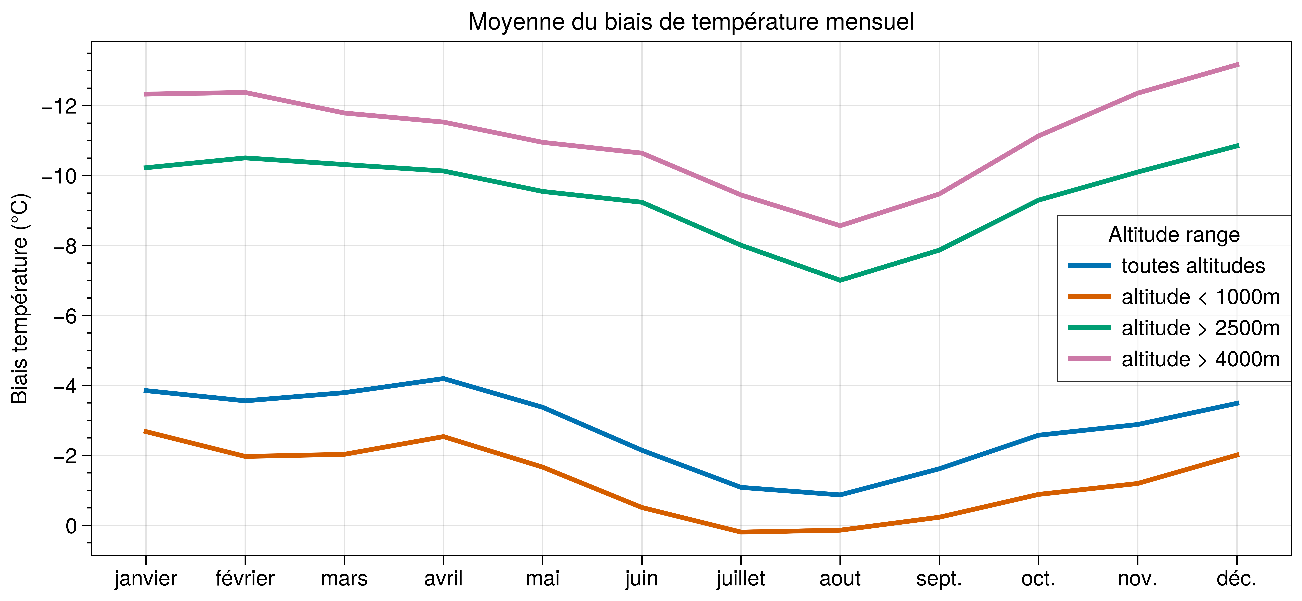 Moyenne du biais de température mensuel
Biais température (°C)
−12
−10
−8
−6
−4
−2
0
janvier février mars avril mai juin juillet aout sept. oct. nov. déc.
Altitude range
toutes altitudes
altitude < 1000m
altitude > 2500m
altitude > 4000m